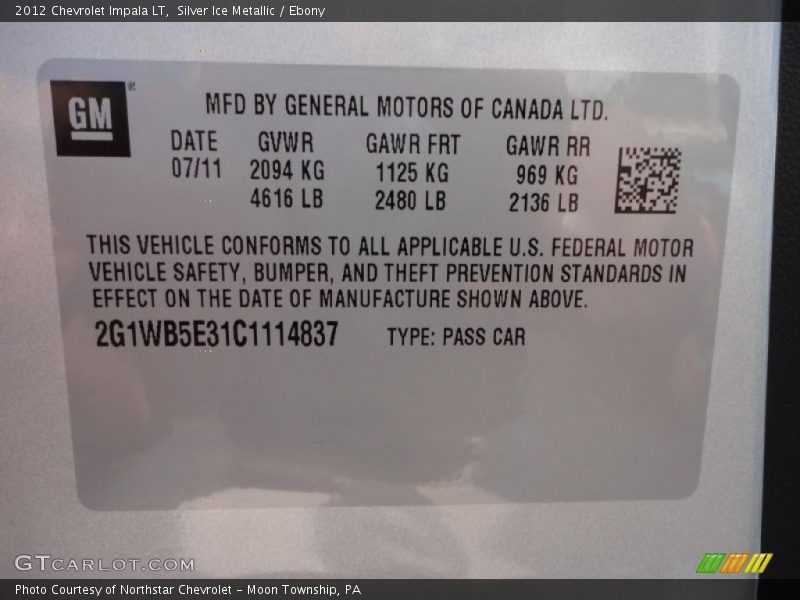 2012 Chevrolet Impala LT, Silver Ice Metallic / Ebony
GM®
MFD BY GENERAL MOTORS OF CANADA LTD.
DATE GVWR GAWR FRT GAWR RR
07/11 2094 KG 1125 KG 969 KG
4616 LB 2480 LB 2136 LB
THIS VEHICLE CONFORMS TO ALL APPLICABLE U.S. FEDERAL MOTOR
VEHICLE SAFETY, BUMPER, AND THEFT PREVENTION STANDARDS IN
EFFECT ON THE DATE OF MANUFACTURE SHOWN ABOVE.
2G1WB5E31C1114837 TYPE: PASS CAR
GTCARLOT.COM
Photo Courtesy of Northstar Chevrolet - Moon Township, PA